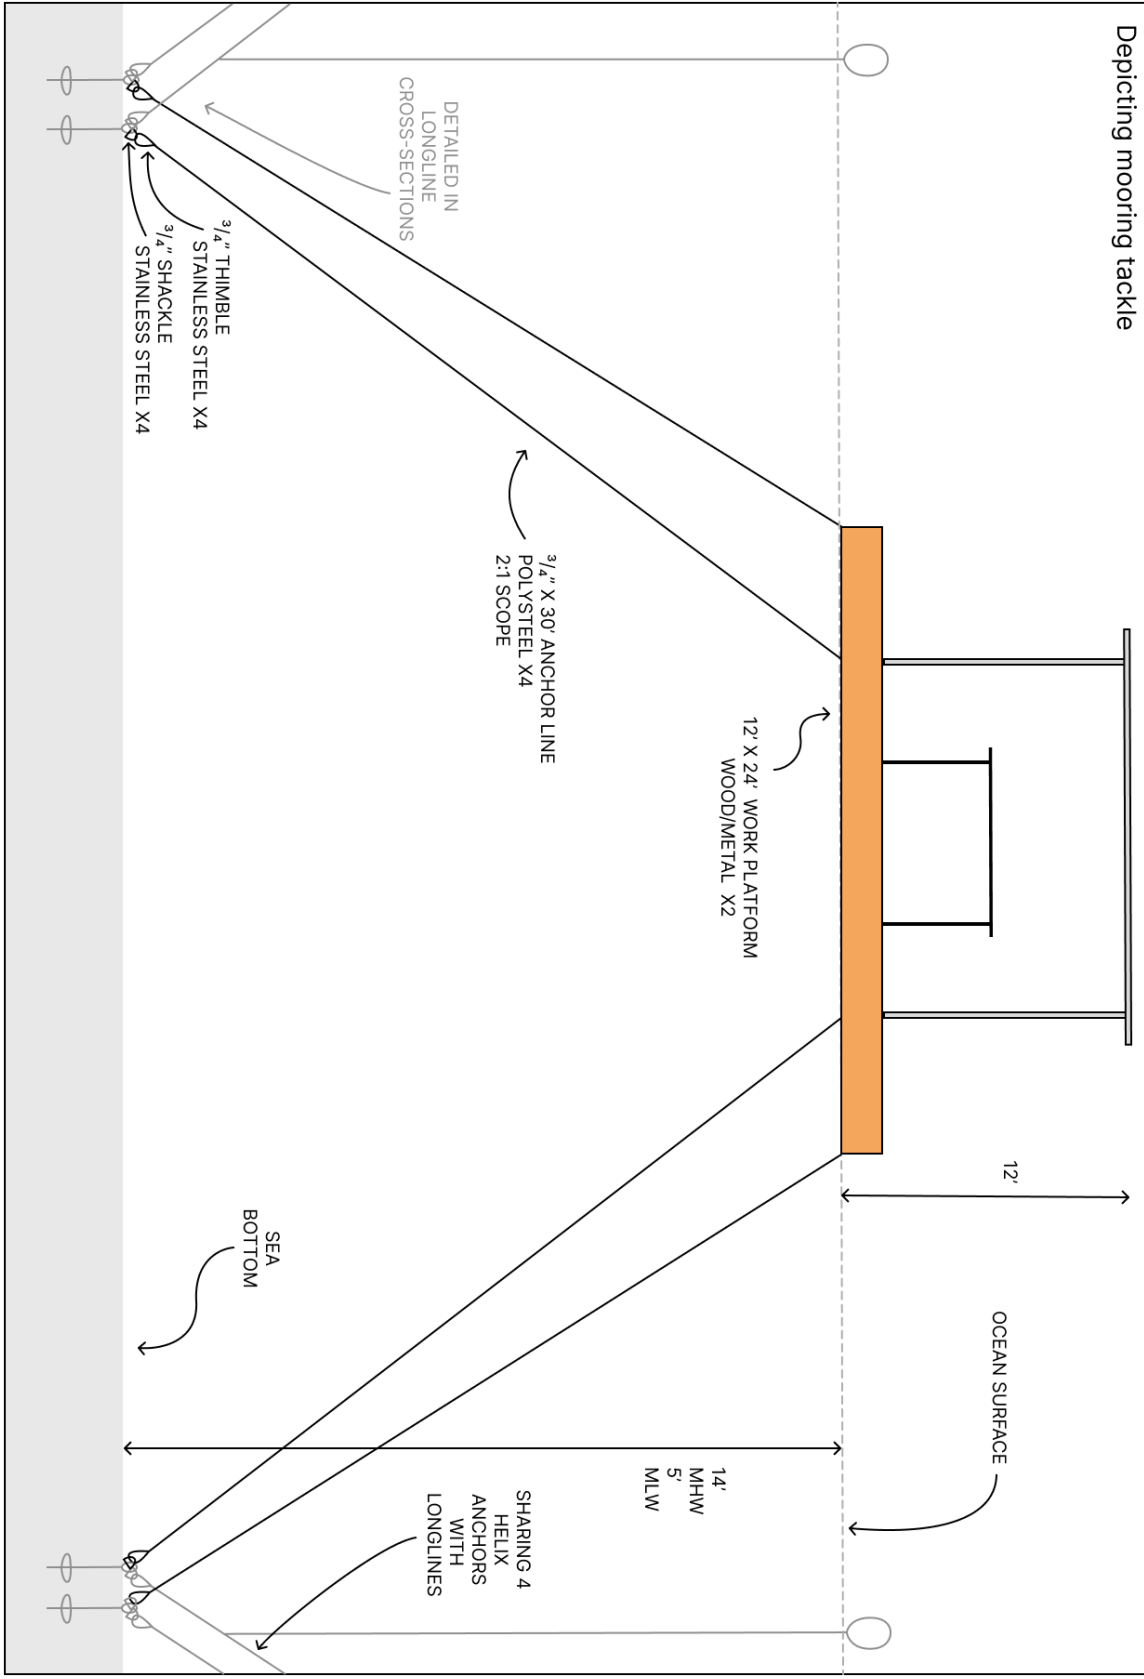 Depicting mooring tackle
DETAILED IN
LONGLINE
CROSS-SECTIONS
3/4" THIMBLE
STAINLESS STEEL X4
3/4" SHACKLE
STAINLESS STEEL X4
3/4" X 30' ANCHOR LINE
POLYSTEEL X4
2:1 SCOPE
12' X 24' WORK PLATFORM
WOOD/METAL X2
12'
OCEAN SURFACE
SEA
BOTTOM
14'
MHW
5'
MLW
SHARING 4
HELIX
ANCHORS
WITH
LONGLINES